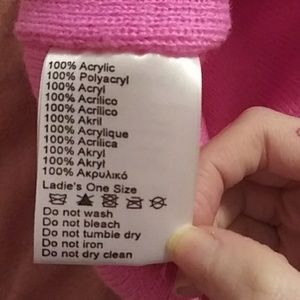 100% Acrylic
100% Polyacryl
100% Acryl
100% Acrilico
100% Acrílico
100% Akril
100% Acrylique
100% Acrilica
100% Akryl
100% Akryl
100% Ακρυλικό
Ladie's One Size
Do not wash
Do not bleach
Do not tumble dry
Do not iron
Do not dry clean